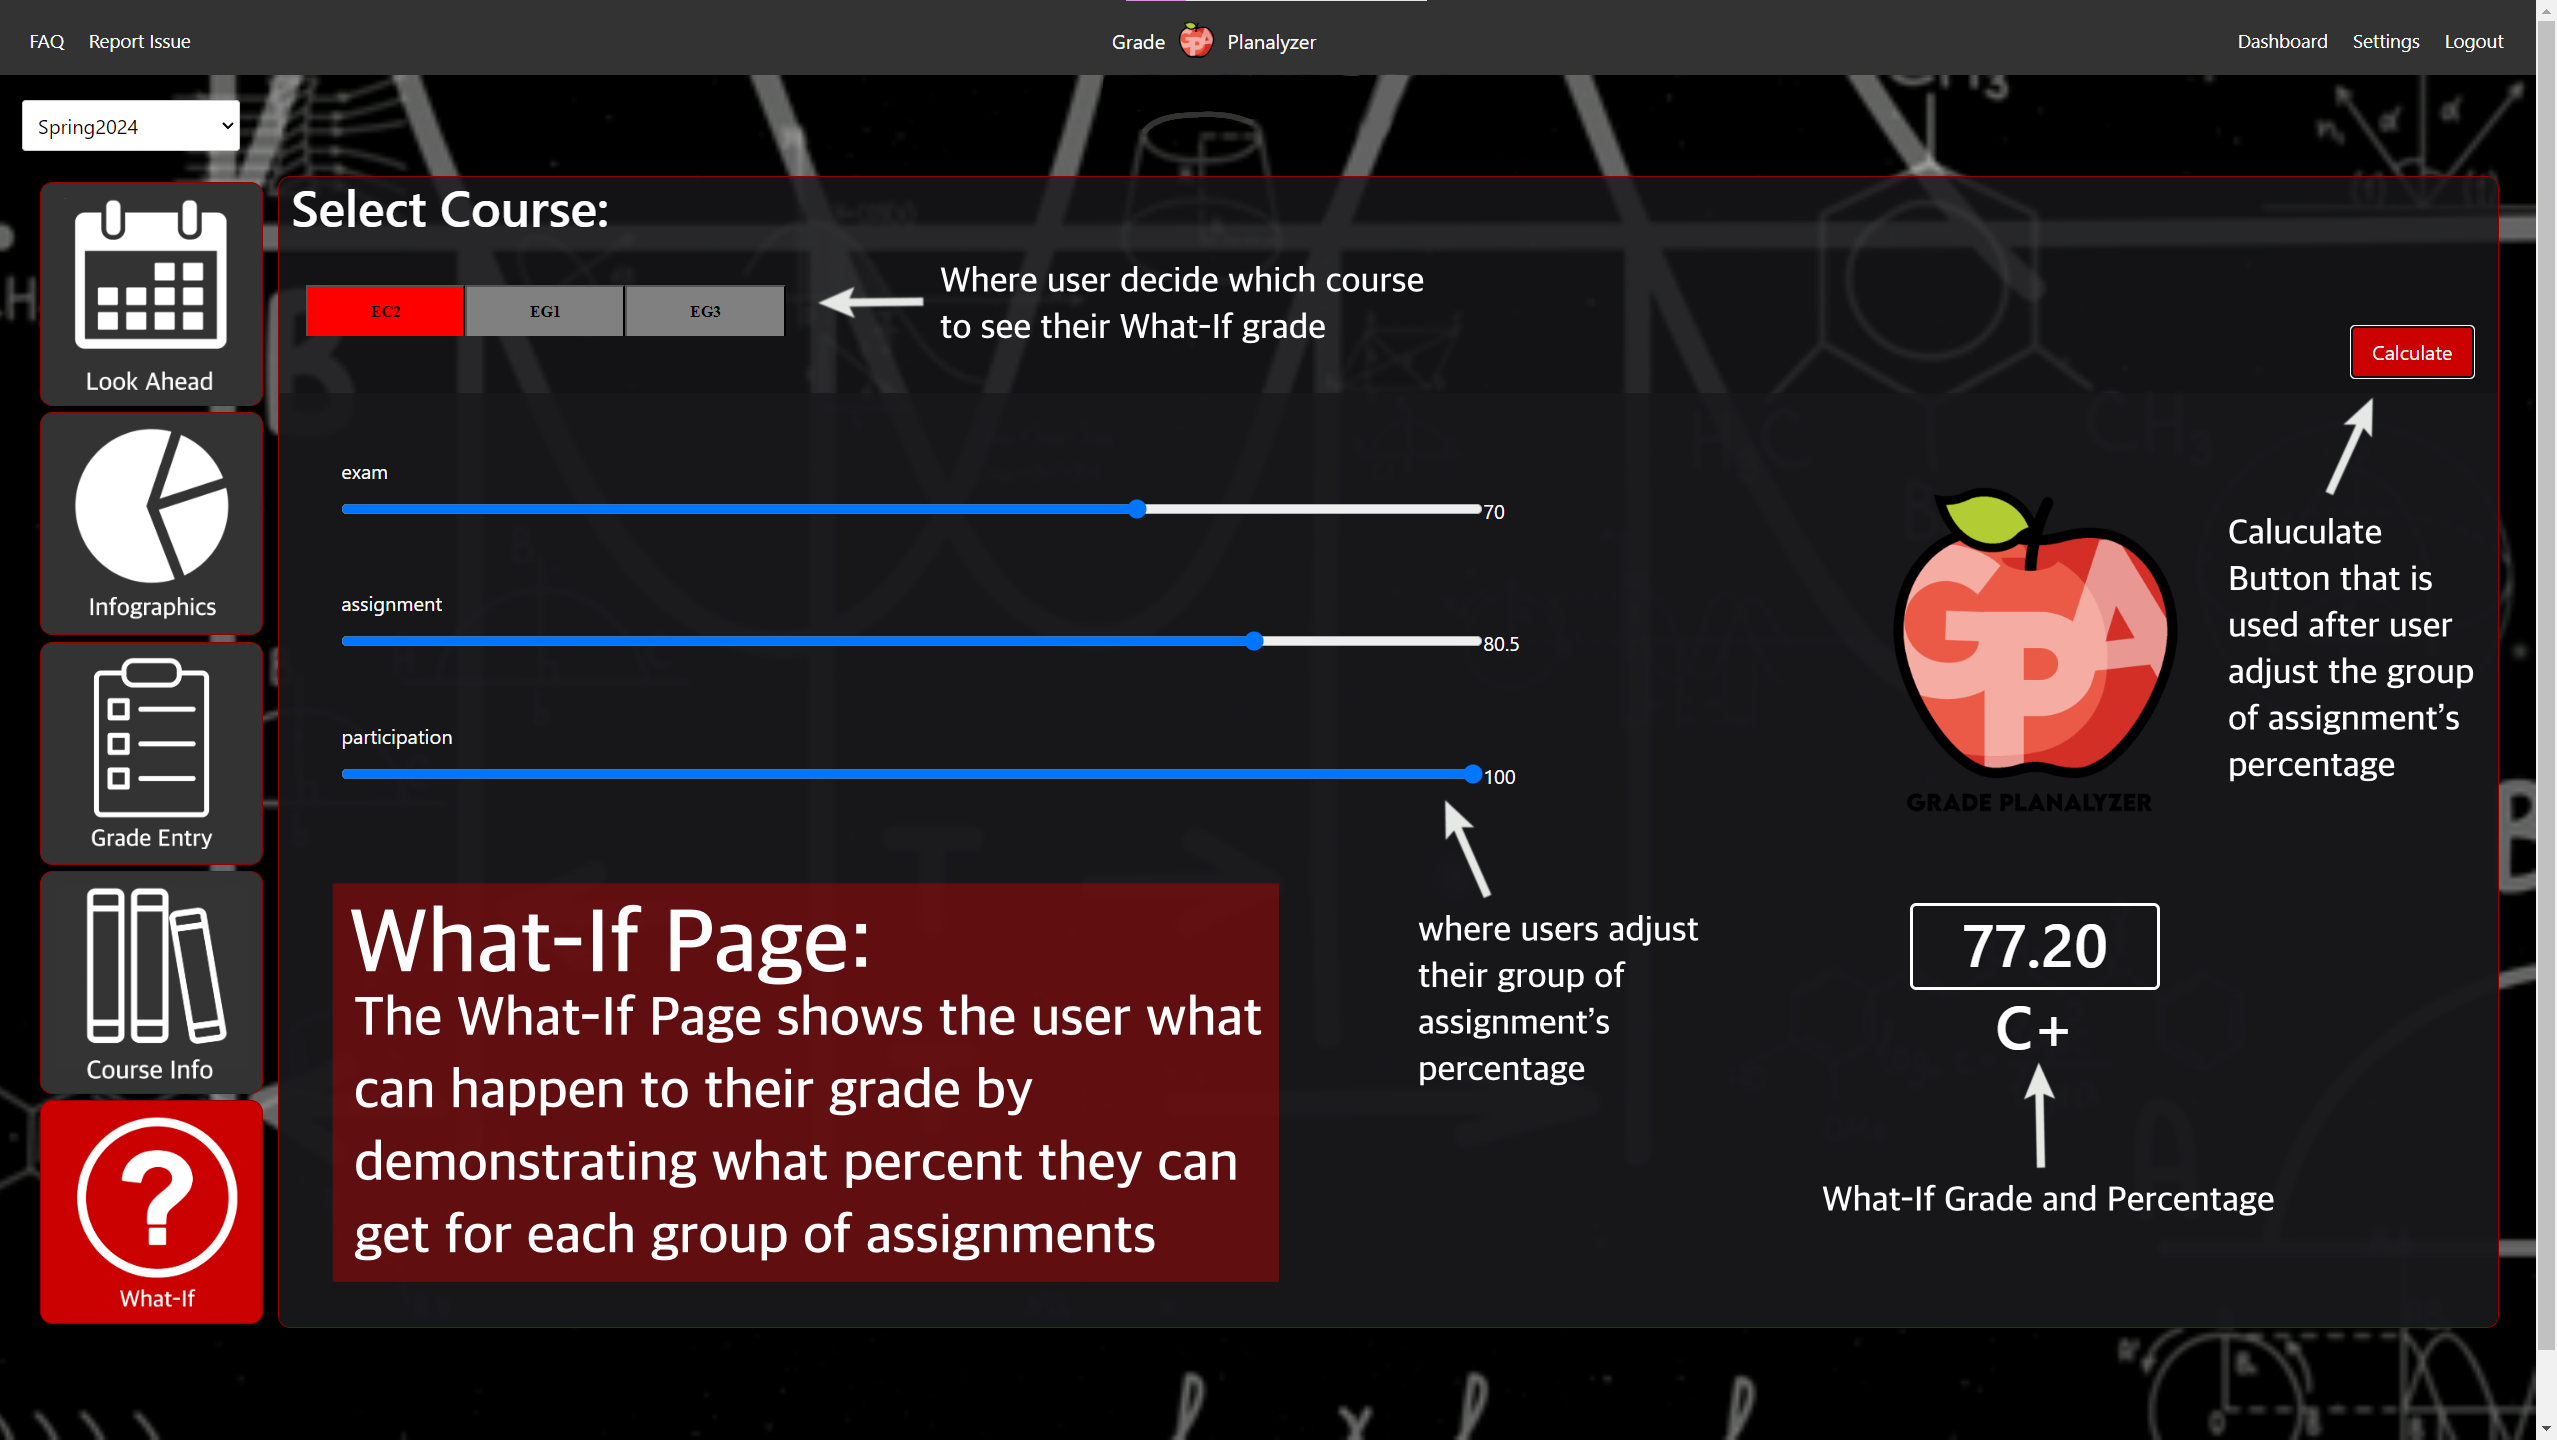 FAQ
Report Issue
Grade
GPA
Planalyzer
Dashboard
Settings
Logout
Spring2024
Look Ahead
Infographics
Grade Entry
Course Info
?
What-If
Select Course:
EC2
EG1
EG3
Where user decide which course
to see their What-If grade
Calculate
exam
70
assignment
80.5
participation
100
GPA
GRADE PLANALYZER
Caluculate
Button that is
used after user
adjust the group
of assignment’s
percentage
where users adjust
their group of
assignment’s
percentage
What-If Page:
The What-If Page shows the user what
can happen to their grade by
demonstrating what percent they can
get for each group of assignments
77.20
C+
What-If Grade and Percentage